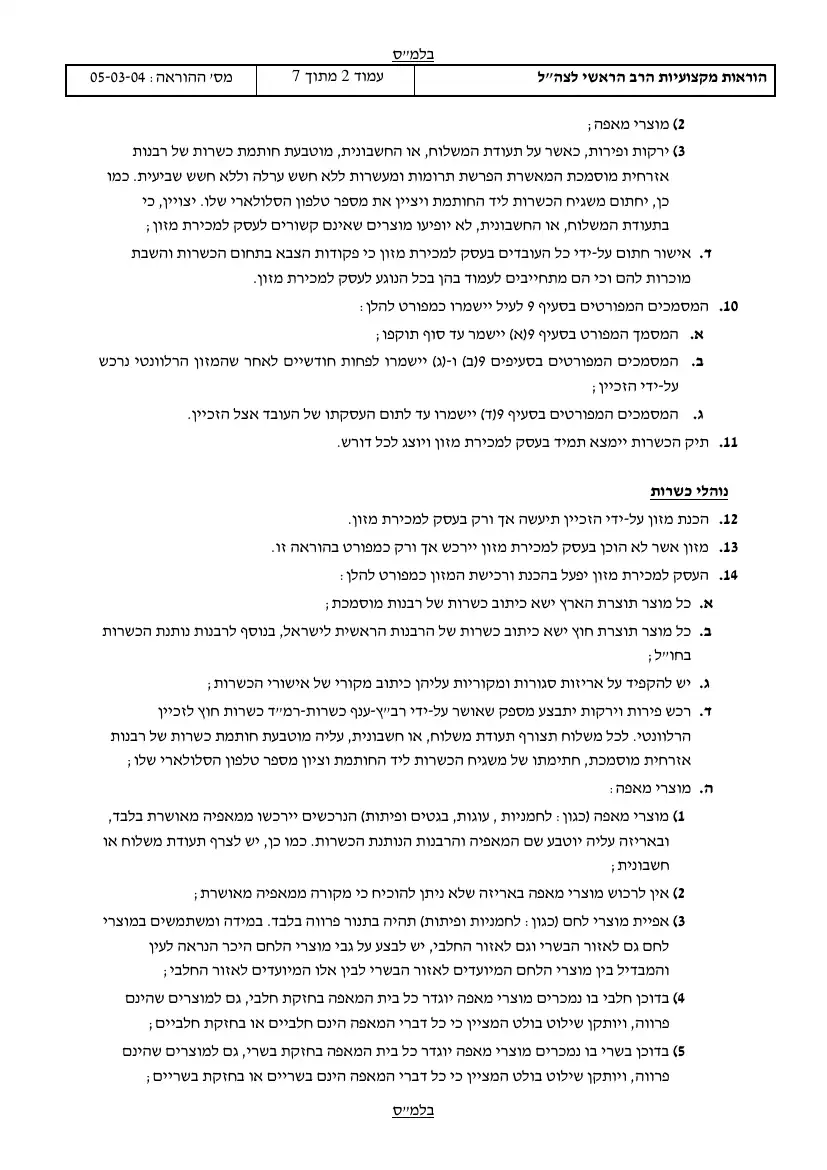 בלמ״ס
הוראות מקצועיות הרב הראשי לצה״ל עמוד 2 מתוך 7 מס׳ ההוראה: 05-03-04
2) מוצרי מאפה;
3) ירקות ופירות, כאשר על תעודת המשלוח, או החשבונית, מוטבעת חותמת כשרות של רבנות
אזרחית מוסמכת המאשרת הפרשת תרומות ומעשרות ללא חשש ערלה וללא חשש שביעית. כמו
כן, יחתום משגיח הכשרות ליד החותמת ויציין את מספר טלפון הסלולארי שלו. יצויין, כי
בתעודת המשלוח, או החשבונית, לא יופיעו מוצרים שאינם קשורים לעסק למכירת מזון;
ד. אישור חתום על-ידי כל העובדים בעסק למכירת מזון כי פקודות הצבא בתחום הכשרות והשבת
מוכרות להם וכי הם מתחייבים לעמוד בהן בכל הנוגע לעסק למכירת מזון.
10. המסמכים המפורטים בסעיף 9 לעיל יישמרו כמפורט להלן:
א. המסמך המפורט בסעיף 9(א) יישמר עד סוף תוקפו;
ב. המסמכים המפורטים בסעיפים 9(ב) ו-(ג) יישמרו לפחות חודשיים לאחר שהמזון הרלוונטי נרכש
על-ידי הזכיין;
ג. המסמכים המפורטים בסעיף 9(ד) יישמרו עד לתום העסקתו של העובד אצל הזכיין.
11. תיק הכשרות יימצא תמיד בעסק למכירת מזון ויוצג לכל דורש.
נוהלי כשרות
12. הכנת מזון על-ידי הזכיין תיעשה אך ורק בעסק למכירת מזון.
13. מזון אשר לא הוכן בעסק למכירת מזון יירכש אך ורק כמפורט בהוראה זו.
14. העסק למכירת מזון יפעל בהכנת ורכישת המזון כמפורט להלן:
א. כל מוצר תוצרת הארץ ישא כיתוב כשרות של רבנות מוסמכת;
ב. כל מוצר תוצרת חוץ ישא כיתוב כשרות של הרבנות הראשית לישראל, בנוסף לרבנות נותנת הכשרות
בחו״ל;
ג. יש להקפיד על אריזות סגורות ומקוריות עליהן כיתוב מקורי של אישורי הכשרות;
ד. רכש פירות וירקות יתבצע מספק שאושר על-ידי רב״ץ-ענף כשרות-רמ״ד כשרות חוץ לזכיין
הרלוונטי. לכל משלוח תצורף תעודת משלוח, או חשבונית, עליה מוטבעת חותמת כשרות של רבנות
אזרחית מוסמכת, חתימתו של משגיח הכשרות ליד החותמת וציון מספר טלפון הסלולארי שלו;
ה. מוצרי מאפה:
1) מוצרי מאפה (כגון: לחמניות , עוגות, בגטים ופיתות) הנרכשים יירכשו ממאפיה מאושרת בלבד,
ובאריזה עליה יוטבע שם המאפיה והרבנות הנותנת הכשרות. כמו כן, יש לצרף תעודת משלוח או
חשבונית;
2) אין לרכוש מוצרי מאפה באריזה שלא ניתן להוכיח כי מקורה ממאפיה מאושרת;
3) אפיית מוצרי לחם (כגון: לחמניות ופיתות) תהיה בתנור פרווה בלבד. במידה ומשתמשים במוצרי
לחם גם לאזור הבשרי וגם לאזור החלבי, יש לבצע על גבי מוצרי הלחם היכר הנראה לעין
והמבדיל בין מוצרי הלחם המיועדים לאזור הבשרי לבין אלו המיועדים לאזור החלבי;
4) בדוכן חלבי בו נמכרים מוצרי מאפה יוגדר כל בית המאפה בחזקת חלבי, גם למוצרים שהינם
פרווה, ויותקן שילוט בולט המציין כי כל דברי המאפה הינם חלביים או בחזקת חלביים;
5) בדוכן בשרי בו נמכרים מוצרי מאפה יוגדר כל בית המאפה בחזקת בשרי, גם למוצרים שהינם
פרווה, ויותקן שילוט בולט המציין כי כל דברי המאפה הינם בשריים או בחזקת בשריים;
בלמ״ס